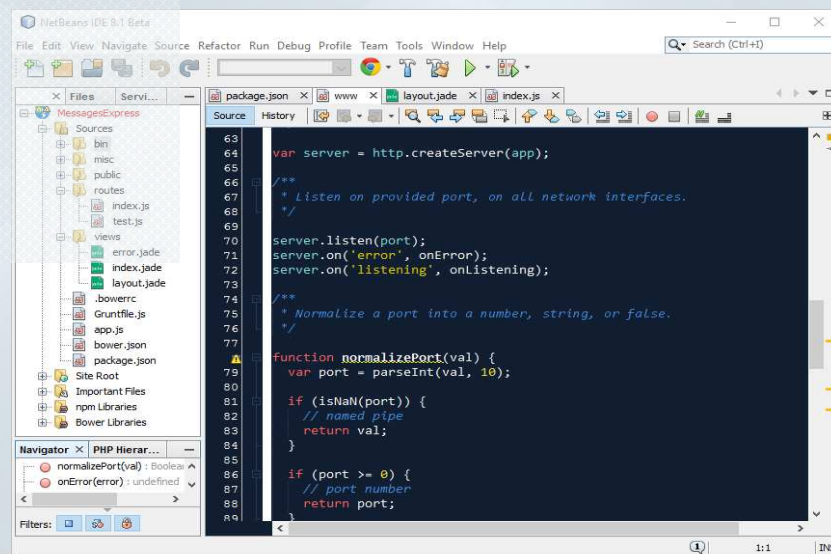 NetBeans IDE 8.1 Beta
File Edit View Navigate Source Refactor Run Debug Profile Team Tools Window Help
Search (Ctrl+I)
Files Servi...
package.json www layout.jade index.js
MessagesExpress
Sources
bin
misc
public
routes
index.js
test.js
views
error.jade
index.jade
layout.jade
.bowerrc
Gruntfile.js
app.js
bower.json
package.json
Site Root
Important Files
npm Libraries
Bower Libraries
Navigator PHP Hierar...
normalizePort(val) : Boolea
onError(error) : undefined
Filters:
Source History
63
64 var server = http.createServer(app);
65
66 /**
67 * Listen on provided port, on all network interfaces.
68 */
69
70 server.listen(port);
71 server.on('error', onError);
72 server.on('listening', onListening);
73
74 /**
75 * Normalize a port into a number, string, or false.
76 */
77
function normalizePort(val) {
79 var port = parseInt(val, 10);
80
81 if (isNaN(port)) {
82 // named pipe
83 return val;
84 }
85
86 if (port >= 0) {
87 // port number
88 return port;
89 }
1 1:1 IN